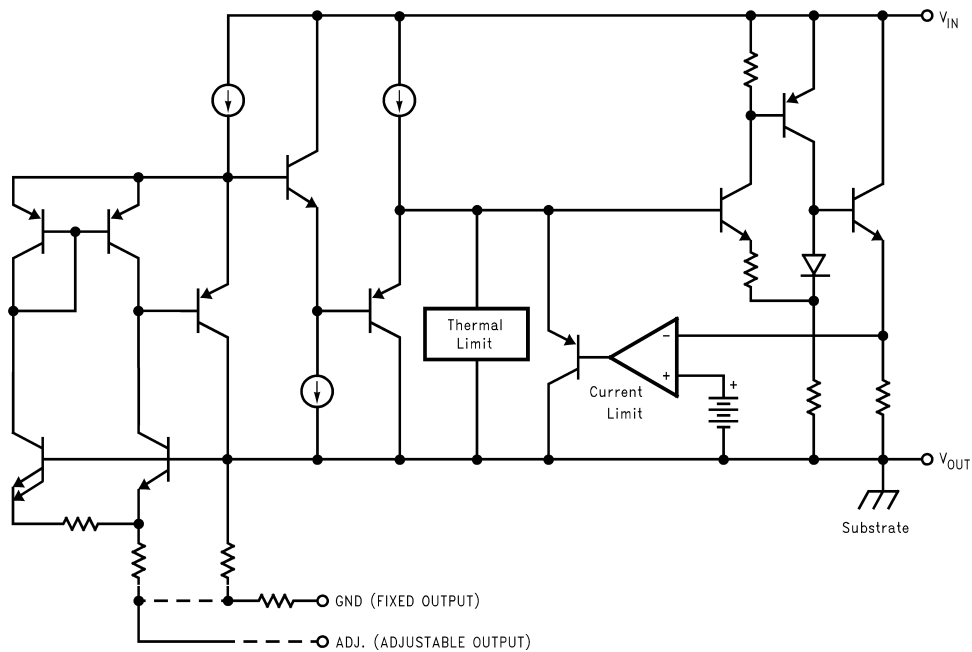 V_IN
Thermal
Limit
−
+
+
Current
Limit
V_OUT
Substrate
GND (FIXED OUTPUT)
ADJ. (ADJUSTABLE OUTPUT)